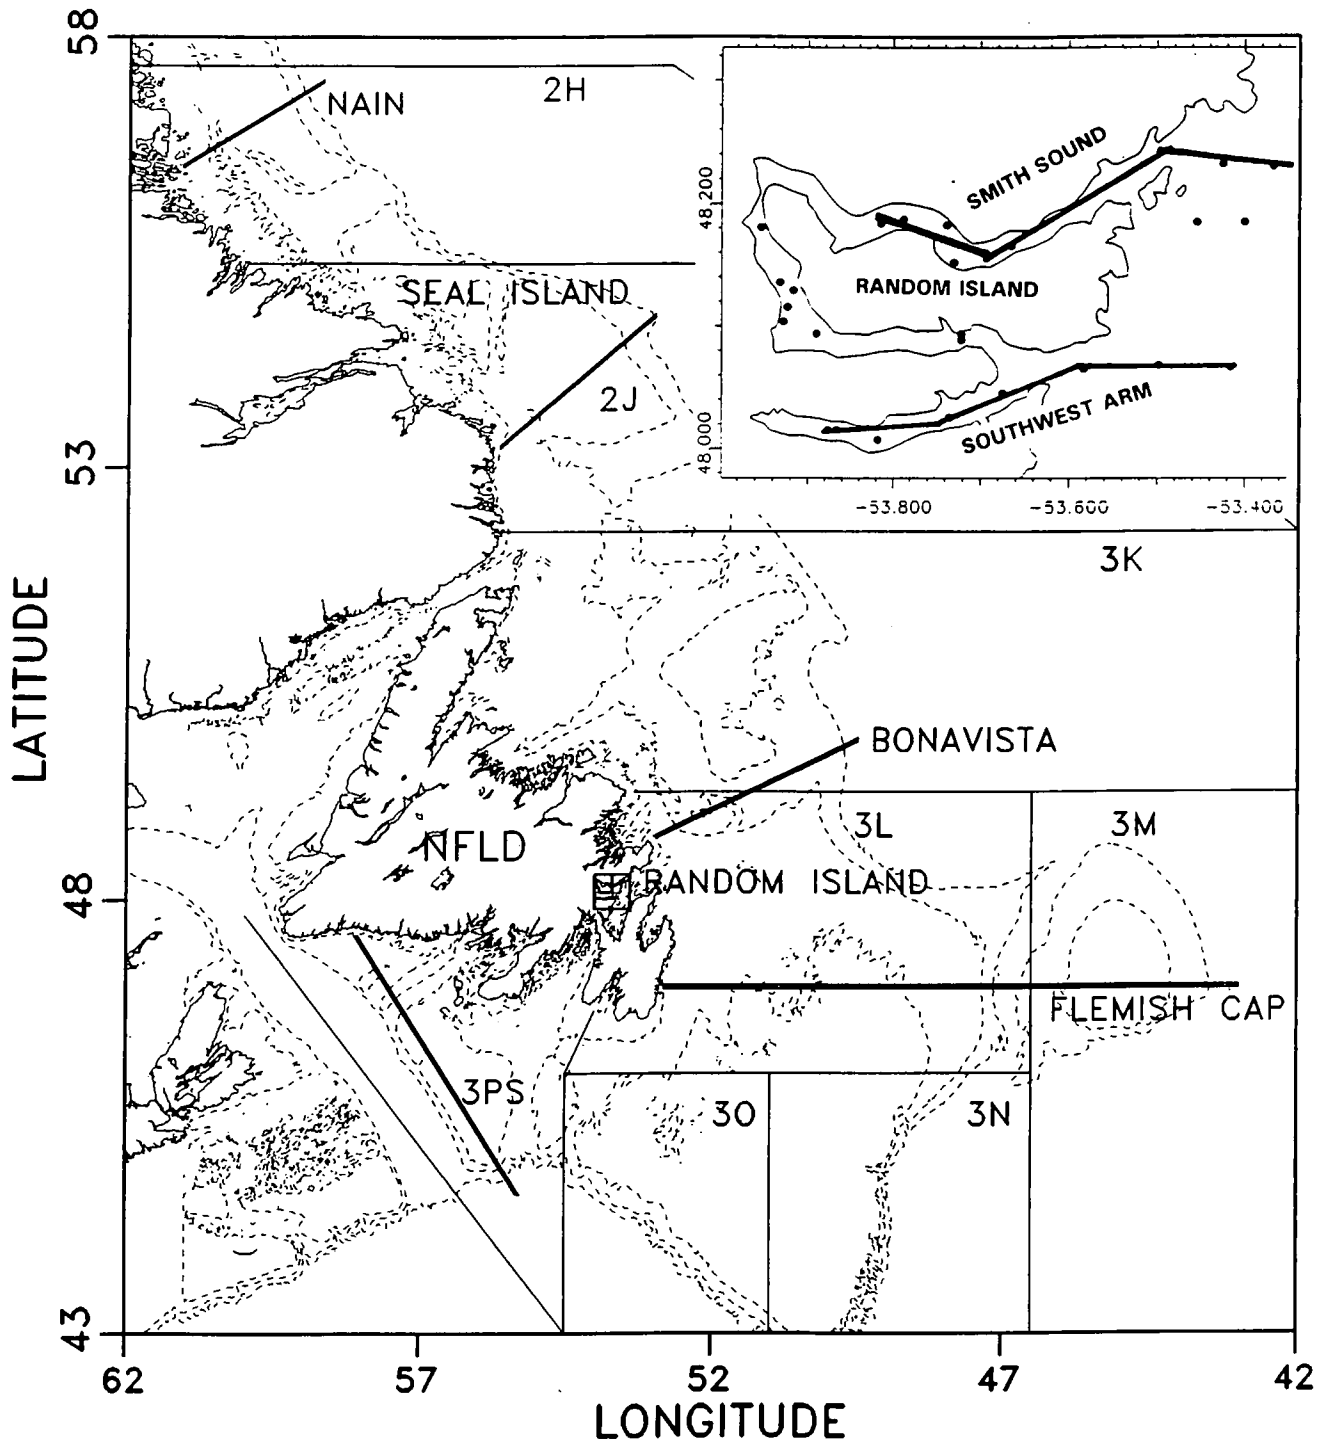 58
2H
NAIN
SMITH SOUND
48.200
RANDOM ISLAND
SEAL ISLAND
2J
SOUTHWEST ARM
48.000
53
-53.800
-53.600
-53.400
3K
LATITUDE
BONAVISTA
3L
3M
NFLD
48
RANDOM ISLAND
FLEMISH CAP
3PS
3O
3N
43
62
57
52
47
42
LONGITUDE